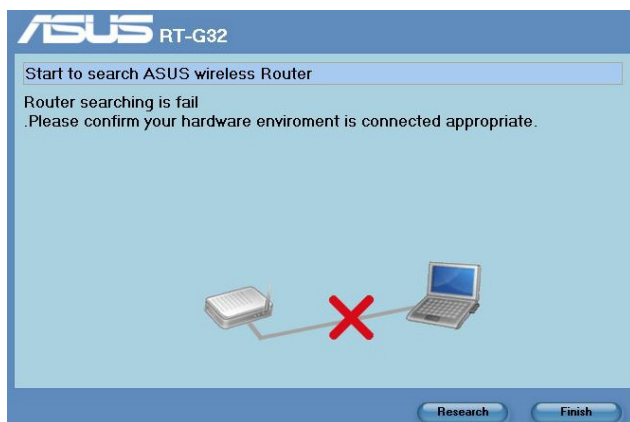 ASUS RT-G32
Start to search ASUS wireless Router
Router searching is fail
.Please confirm your hardware enviroment is connected appropriate.
Research Finish